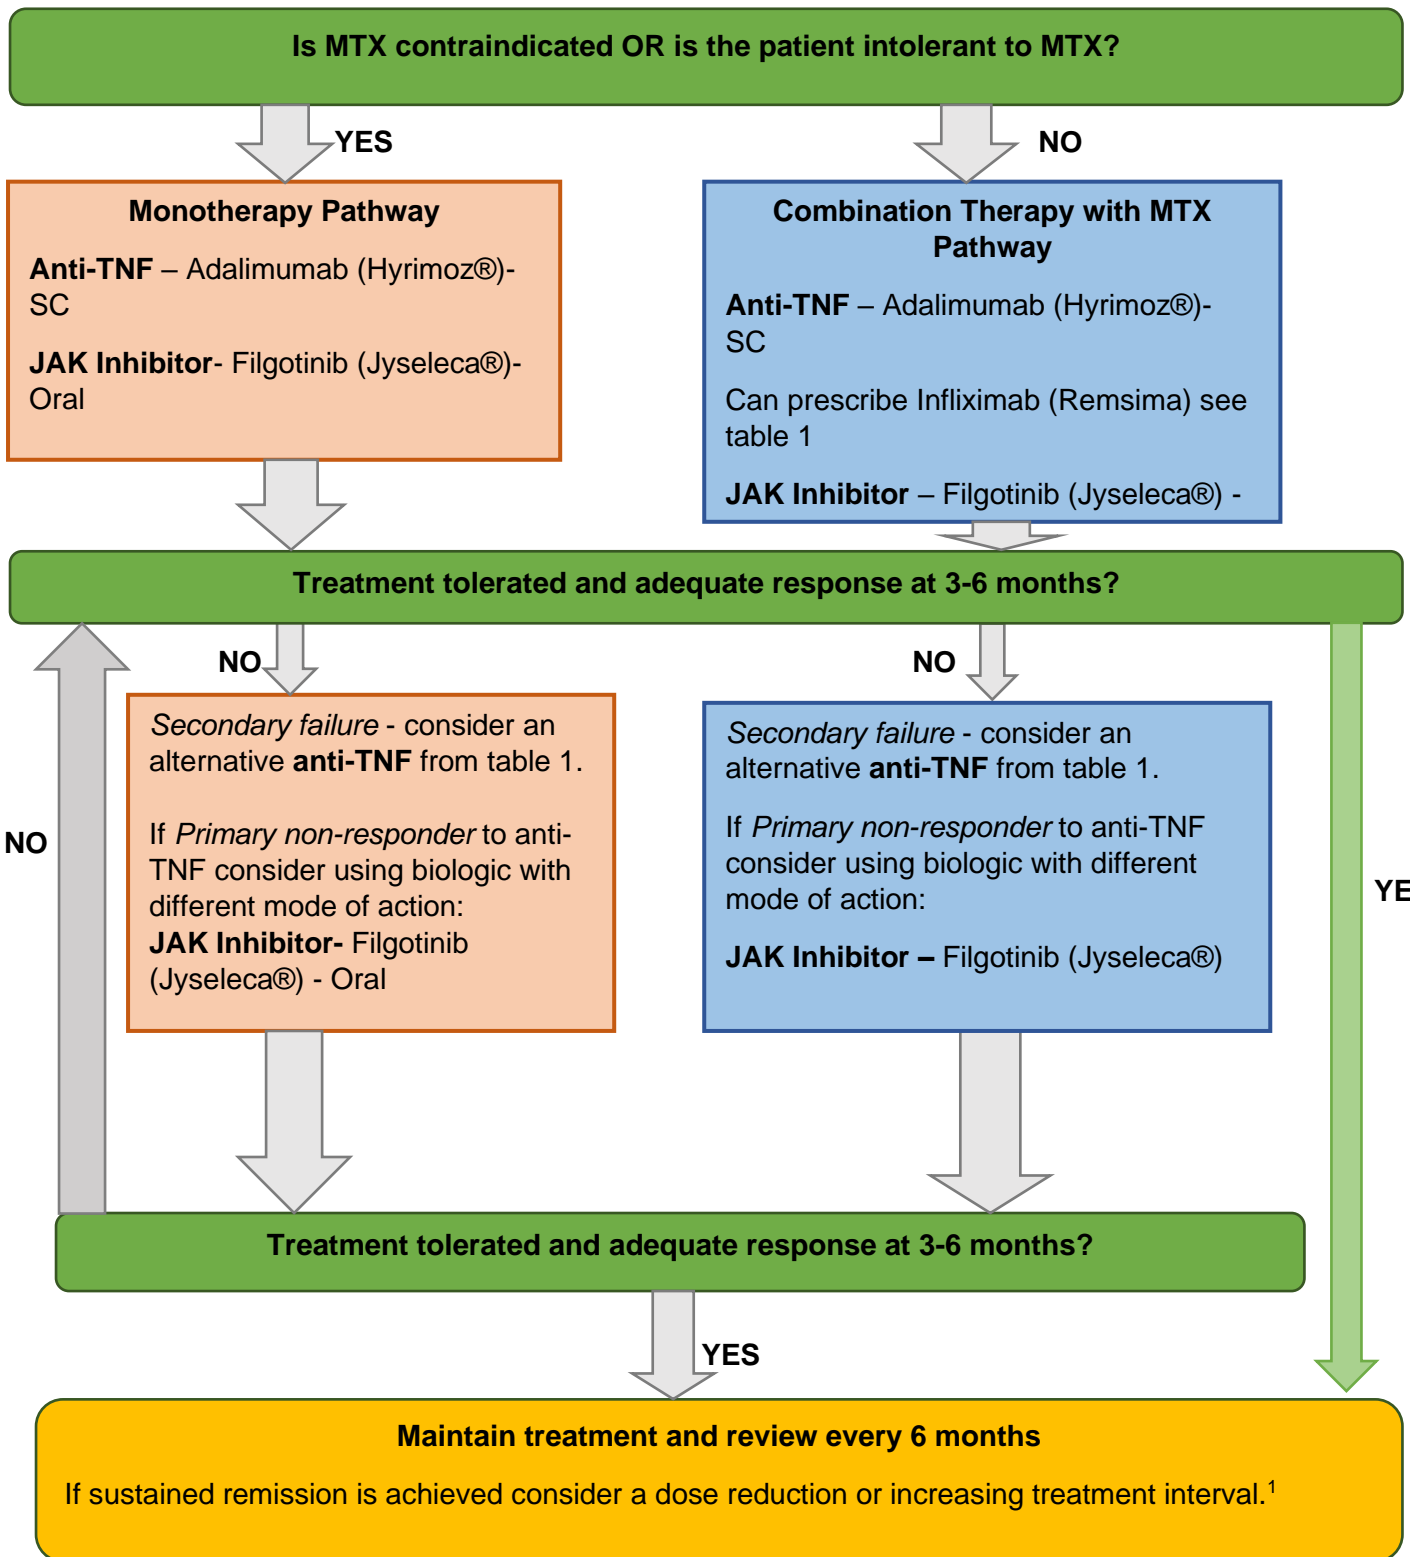 Is MTX contraindicated OR is the patient intolerant to MTX?
YES
NO
Monotherapy Pathway
Anti-TNF – Adalimumab (Hyrimoz®)-
SC
JAK Inhibitor- Filgotinib (Jyseleca®)-
Oral
Combination Therapy with MTX
Pathway
Anti-TNF – Adalimumab (Hyrimoz®)-
SC
Can prescribe Infliximab (Remsima) see
table 1
JAK Inhibitor – Filgotinib (Jyseleca®) -
Treatment tolerated and adequate response at 3-6 months?
NO
NO
Secondary failure - consider an
alternative anti-TNF from table 1.
If Primary non-responder to anti-
TNF consider using biologic with
different mode of action:
JAK Inhibitor- Filgotinib
(Jyseleca®) - Oral
Secondary failure - consider an
alternative anti-TNF from table 1.
If Primary non-responder to anti-TNF
consider using biologic with different
mode of action:
JAK Inhibitor – Filgotinib (Jyseleca®)
NO
YE
Treatment tolerated and adequate response at 3-6 months?
YES
Maintain treatment and review every 6 months
If sustained remission is achieved consider a dose reduction or increasing treatment interval.¹